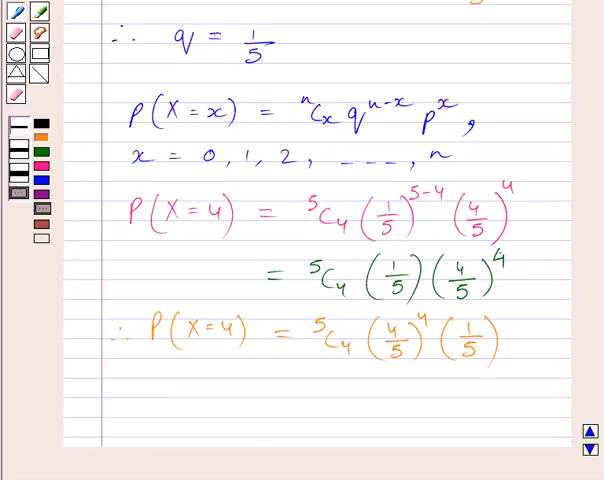 ∴ q = 1/5
P(X = x) = ⁿCₓ qⁿ⁻ˣ pˣ,
x = 0, 1, 2, ----, n
P(X = 4) = ⁵C₄ (1/5)⁵⁻⁴ (4/5)⁴
= ⁵C₄ (1/5) (4/5)⁴
∴ P(X = 4) = ⁵C₄ (4/5)⁴ (1/5)